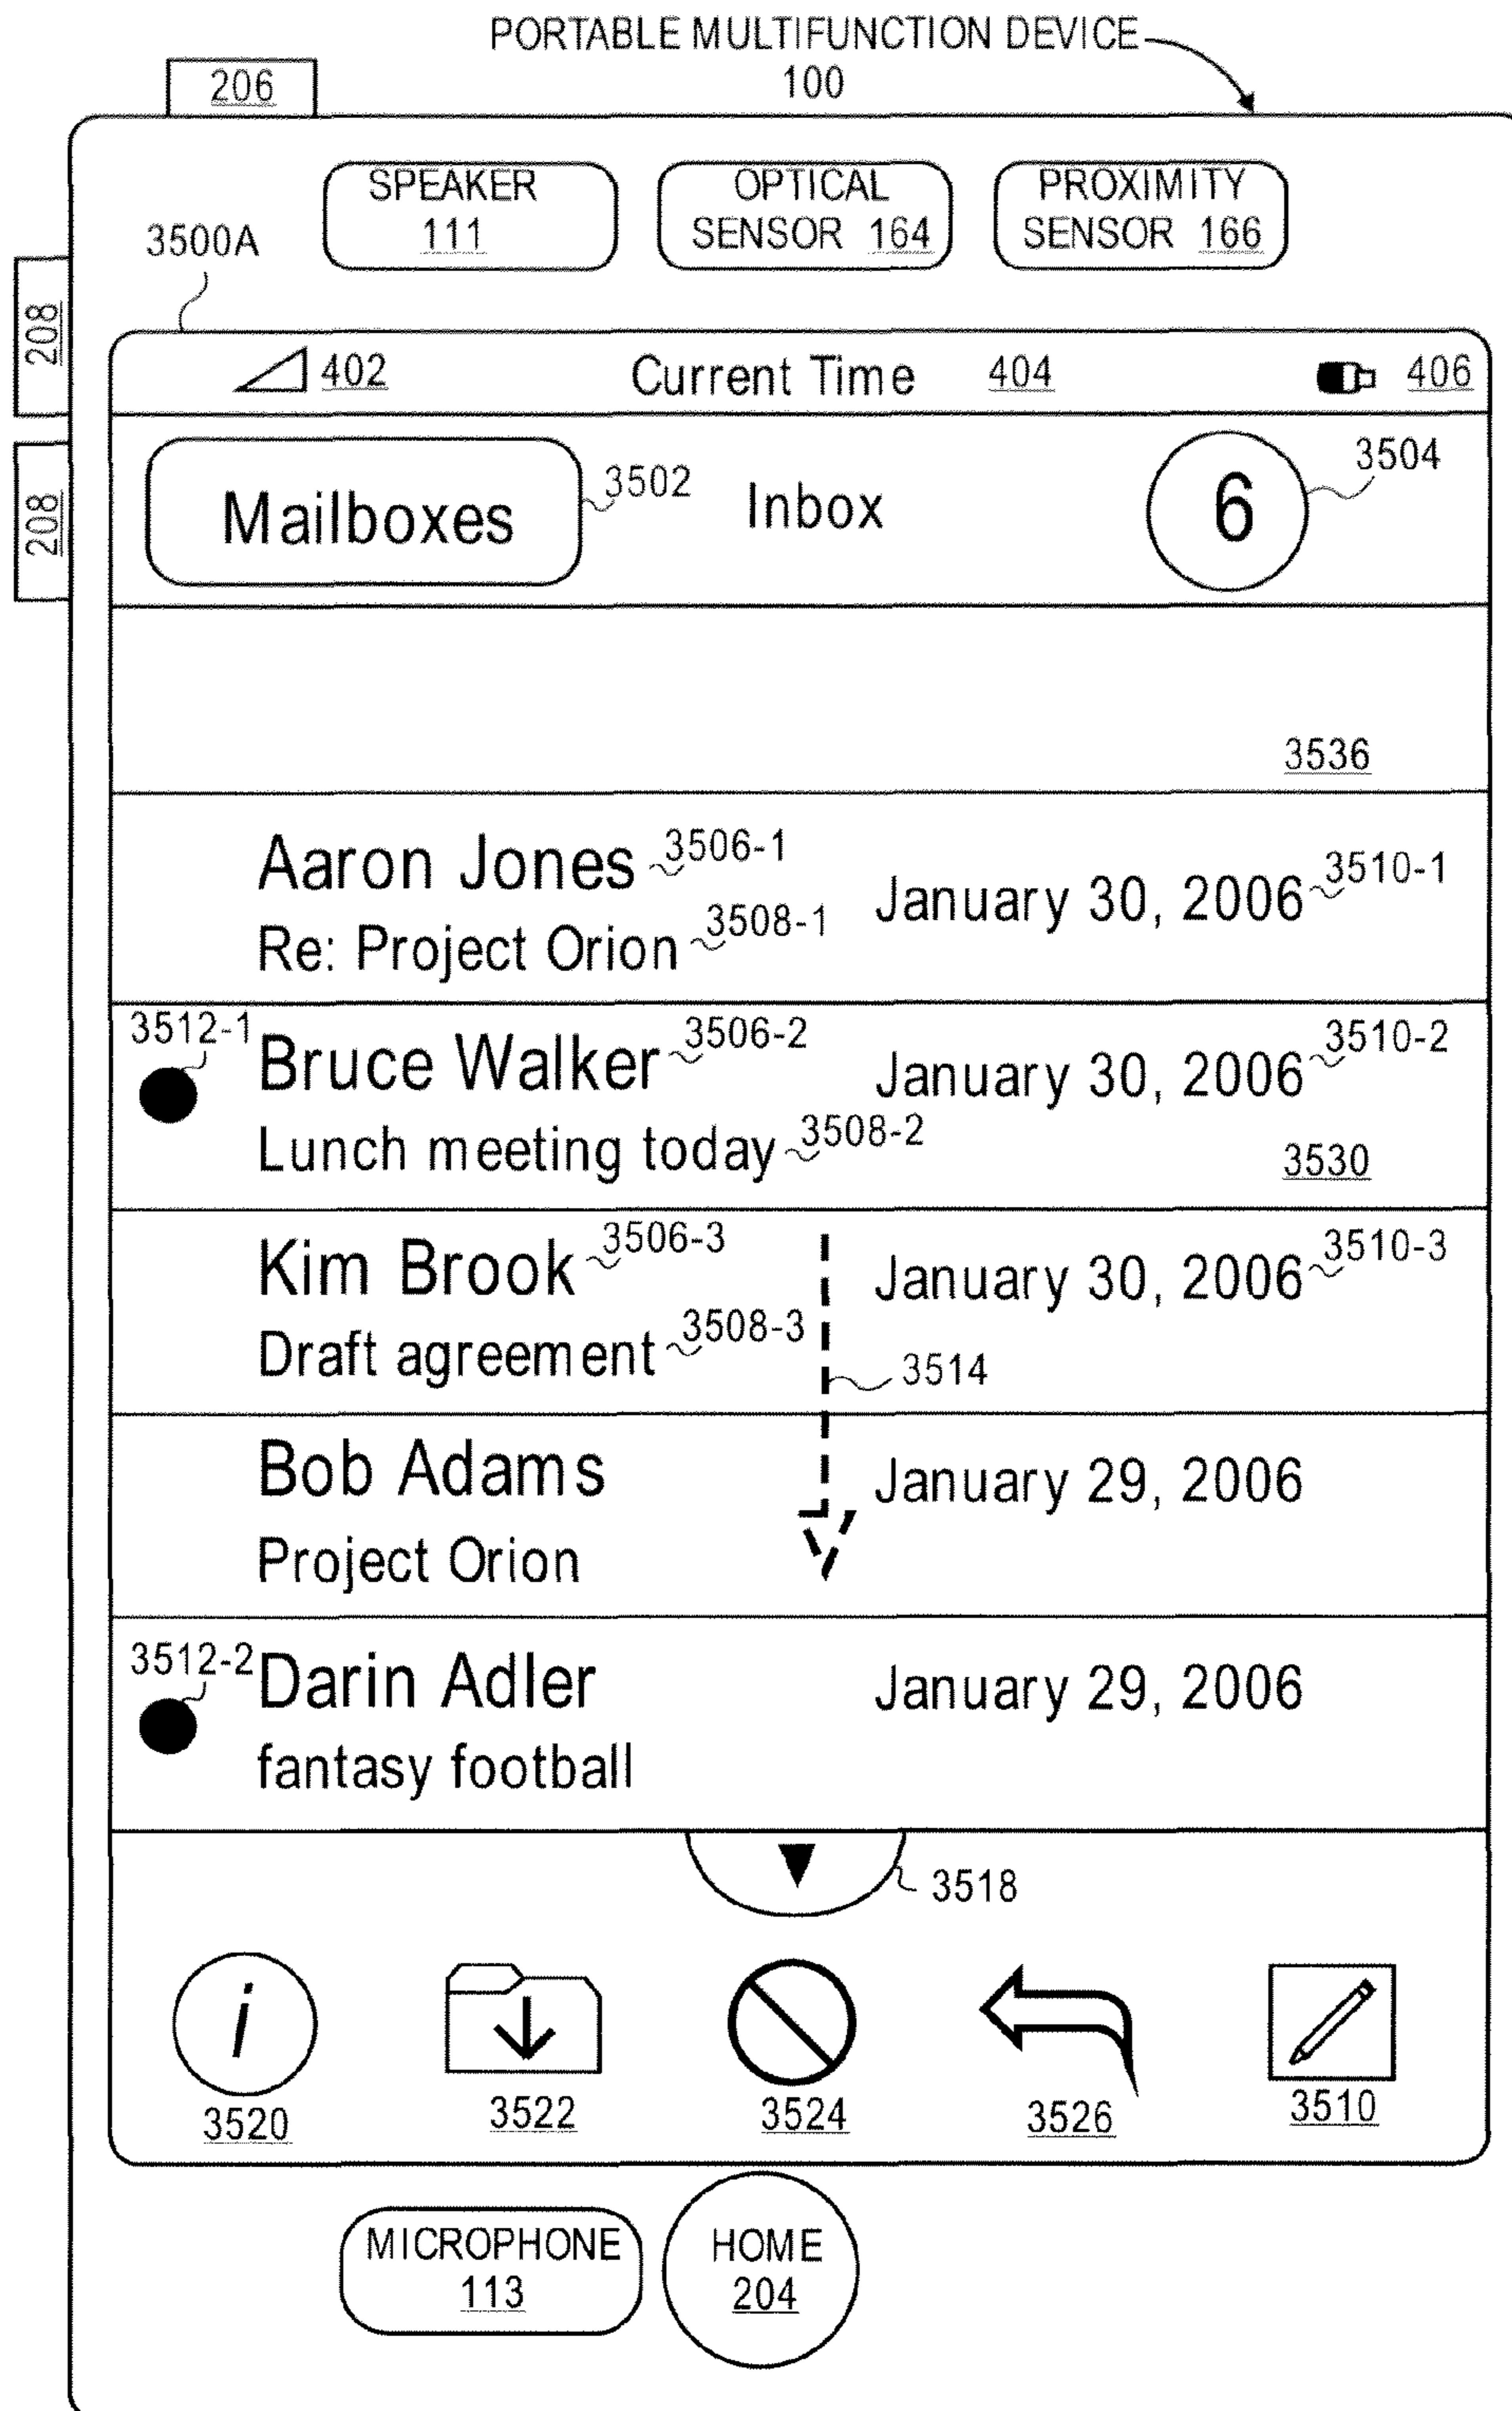 PORTABLE MULTIFUNCTION DEVICE
100
206
SPEAKER
111
OPTICAL
SENSOR 164
PROXIMITY
SENSOR 166
3500A
208
208
402 Current Time 404 406
Mailboxes 3502 Inbox 6 3504
3536
Aaron Jones 3506-1
January 30, 2006 3510-1
Re: Project Orion 3508-1
3512-1 Bruce Walker 3506-2
January 30, 2006 3510-2
Lunch meeting today 3508-2
3530
Kim Brook 3506-3
January 30, 2006 3510-3
Draft agreement 3508-3
3514
Bob Adams
January 29, 2006
Project Orion
3512-2 Darin Adler
January 29, 2006
fantasy football
3518
i
3520 3522 3524 3526 3510
MICROPHONE
113
HOME
204